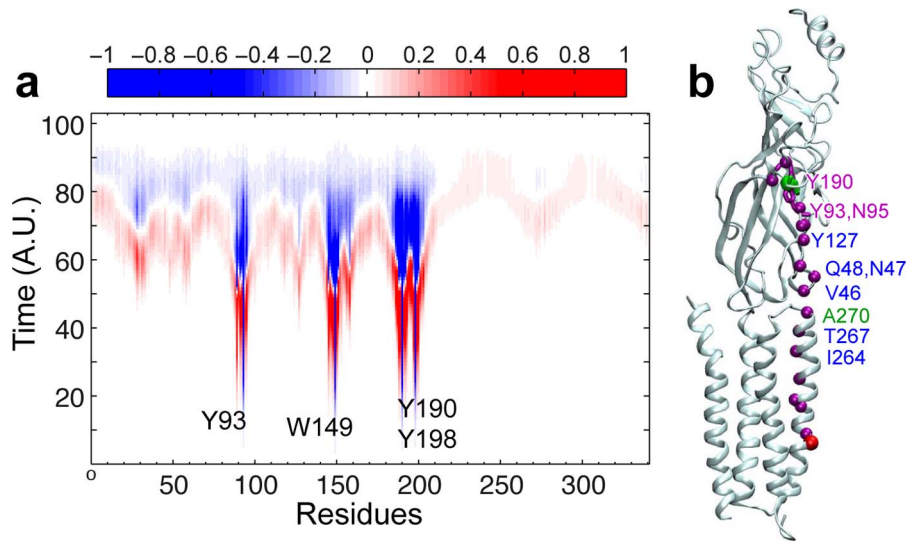 a
−1 −0.8 −0.6 −0.4 −0.2 0 0.2 0.4 0.6 0.8 1
b
100
80
60
40
20
Time (A.U.)
Y93
W149
Y190
Y198
0 50 100 150 200 250 300
Residues
Y190
Y93,N95
Y127
Q48,N47
V46
A270
T267
I264